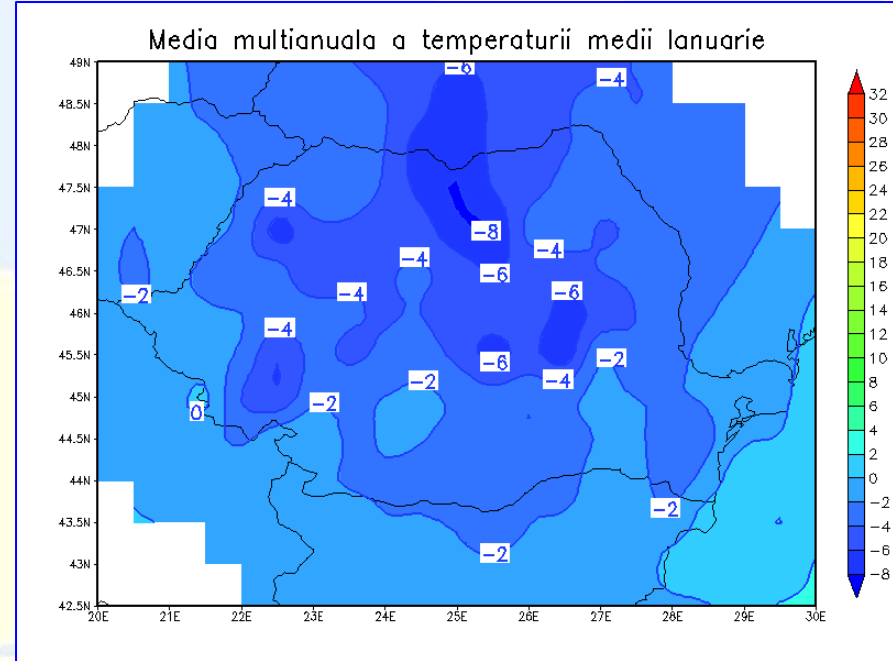 Media multianuala a temperaturii medii Ianuarie
49N
48.5N
48N
47.5N
47N
46.5N
46N
45.5N
45N
44.5N
44N
43.5N
43N
42.5N
20E 21E 22E 23E 24E 25E 26E 27E 28E 29E 30E
-6
-4
-4
-8
-4
-4
-6
-2
-4
-6
-4
-6
-2
-2
-4
-2
0
-2
-2
32
30
28
26
24
22
20
18
16
14
12
10
8
6
4
2
0
-2
-4
-6
-8